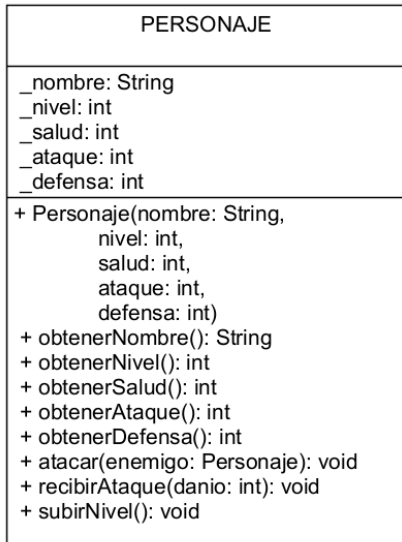 PERSONAJE
_nombre: String
_nivel: int
_salud: int
_ataque: int
_defensa: int
+ Personaje(nombre: String,
nivel: int,
salud: int,
ataque: int,
defensa: int)
+ obtenerNombre(): String
+ obtenerNivel(): int
+ obtenerSalud(): int
+ obtenerAtaque(): int
+ obtenerDefensa(): int
+ atacar(enemigo: Personaje): void
+ recibirAtaque(danio: int): void
+ subirNivel(): void